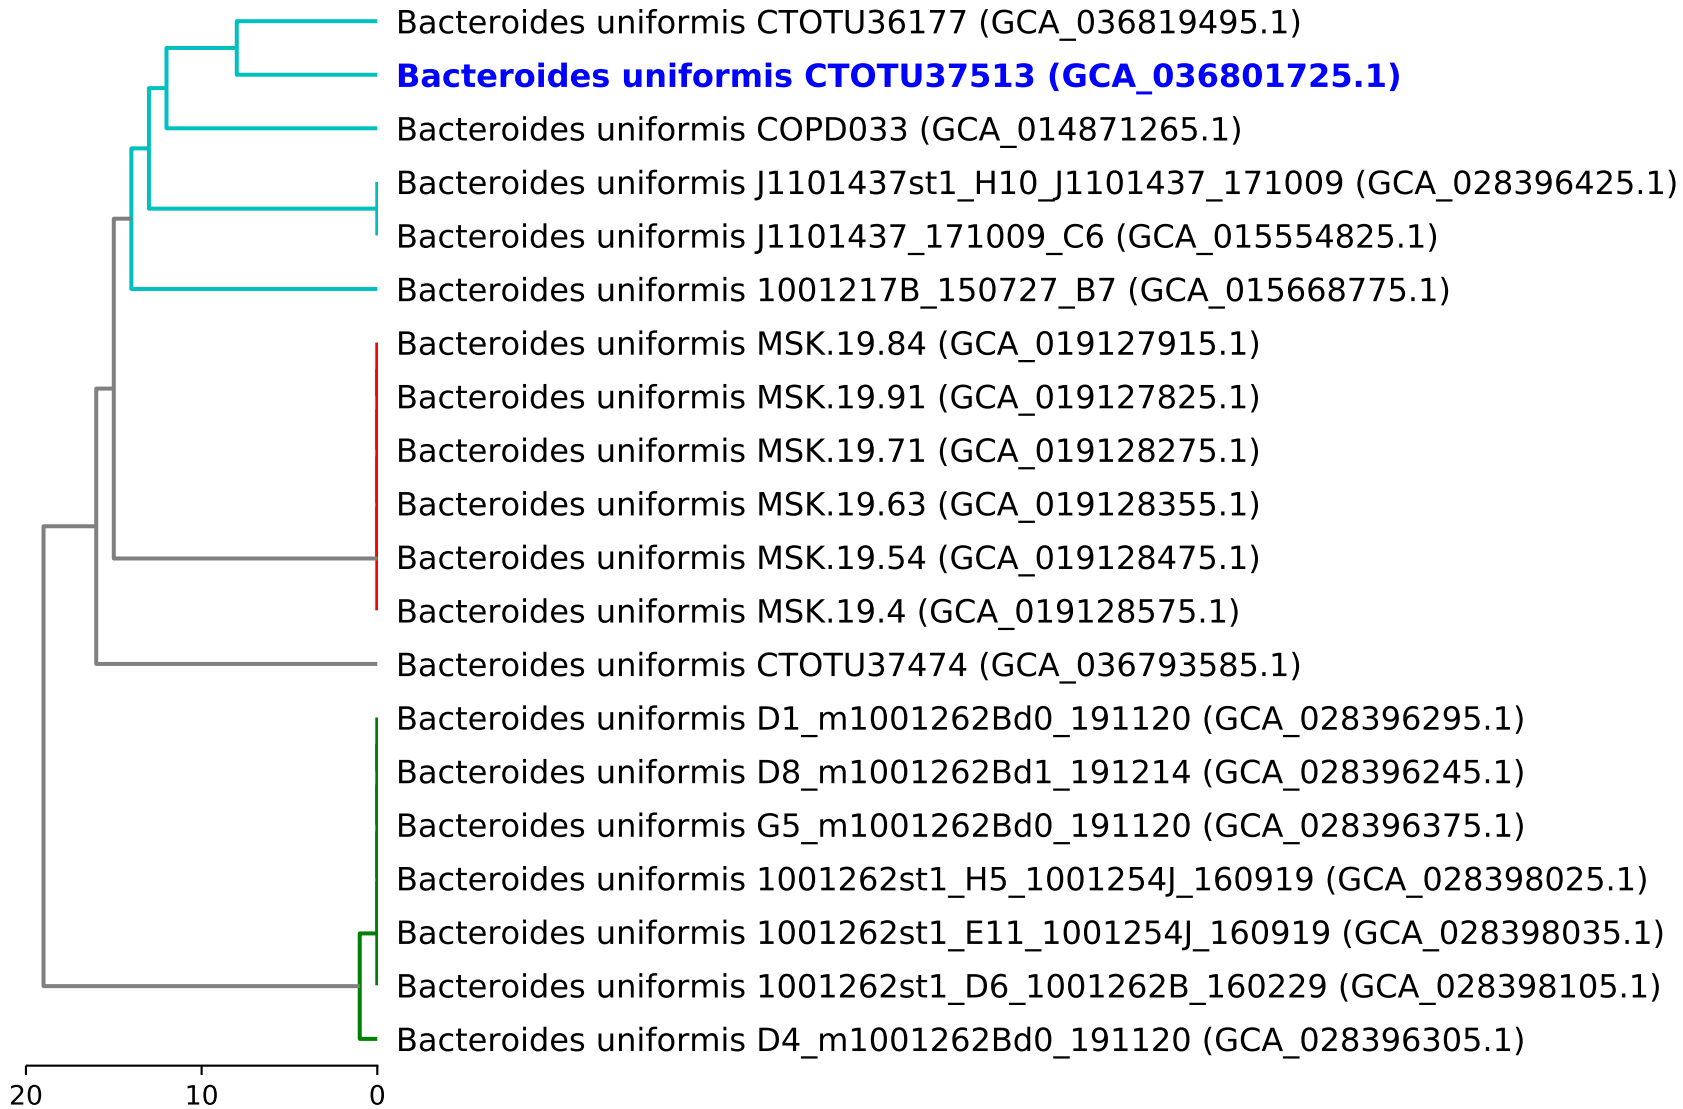 Bacteroides uniformis CTOTU36177 (GCA_036819495.1)
Bacteroides uniformis CTOTU37513 (GCA_036801725.1)
Bacteroides uniformis COPD033 (GCA_014871265.1)
Bacteroides uniformis J1101437st1_H10_J1101437_171009 (GCA_028396425.1)
Bacteroides uniformis J1101437_171009_C6 (GCA_015554825.1)
Bacteroides uniformis 1001217B_150727_B7 (GCA_015668775.1)
Bacteroides uniformis MSK.19.84 (GCA_019127915.1)
Bacteroides uniformis MSK.19.91 (GCA_019127825.1)
Bacteroides uniformis MSK.19.71 (GCA_019128275.1)
Bacteroides uniformis MSK.19.63 (GCA_019128355.1)
Bacteroides uniformis MSK.19.54 (GCA_019128475.1)
Bacteroides uniformis MSK.19.4 (GCA_019128575.1)
Bacteroides uniformis CTOTU37474 (GCA_036793585.1)
Bacteroides uniformis D1_m1001262Bd0_191120 (GCA_028396295.1)
Bacteroides uniformis D8_m1001262Bd1_191214 (GCA_028396245.1)
Bacteroides uniformis G5_m1001262Bd0_191120 (GCA_028396375.1)
Bacteroides uniformis 1001262st1_H5_1001254J_160919 (GCA_028398025.1)
Bacteroides uniformis 1001262st1_E11_1001254J_160919 (GCA_028398035.1)
Bacteroides uniformis 1001262st1_D6_1001262B_160229 (GCA_028398105.1)
Bacteroides uniformis D4_m1001262Bd0_191120 (GCA_028396305.1)
20 10 0